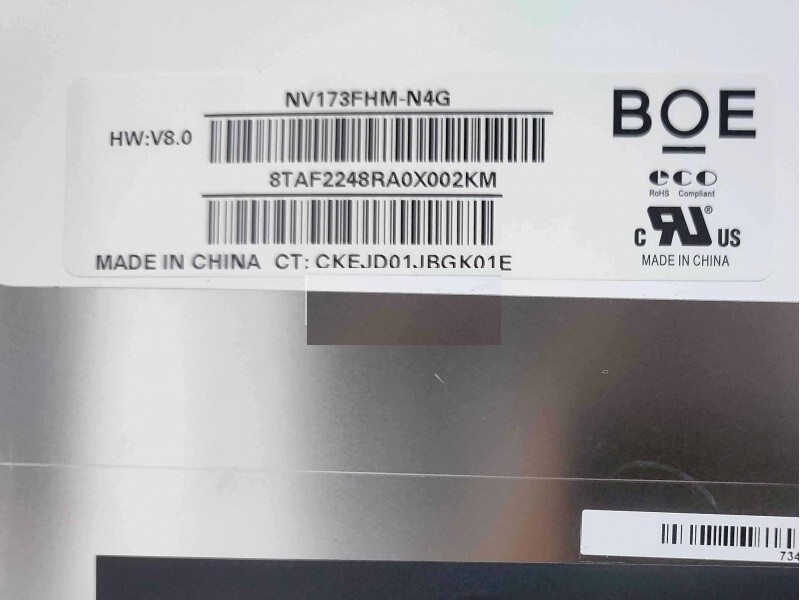 NV173FHM-N4G
BOE
HW:V8.0
8TAF2248RA0X002KM
eco
RoHS Compliant
C RU® US
MADE IN CHINA CT: CKEJD01JBGK01E
MADE IN CHINA
734